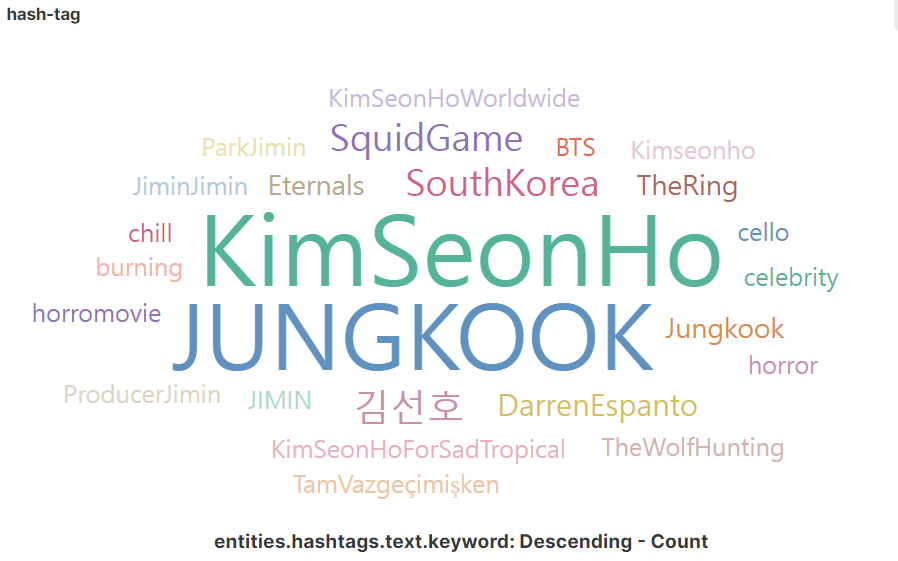 hash-tag
KimSeonHoWorldwide
ParkJimin SquidGame BTS Kimseonho
JiminJimin Eternals SouthKorea TheRing
chill KimSeonHo cello
burning celebrity
horromovie JUNGKOOK Jungkook
horror
ProducerJimin JIMIN 김선호 DarrenEspanto
KimSeonHoForSadTropical TheWolfHunting
TamVazgeçimişken
entities.hashtags.text.keyword: Descending - Count